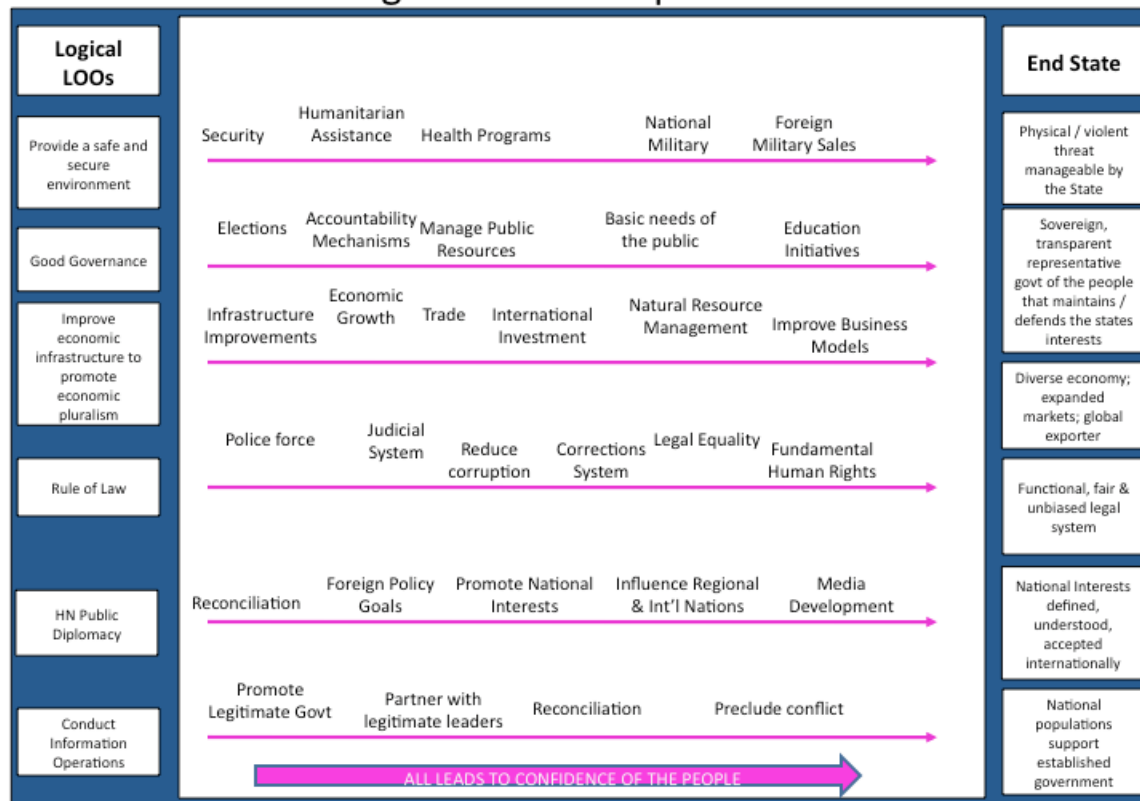 Logical
LOOs
End State
Provide a safe and
secure
environment
Security
Humanitarian
Assistance
Health Programs
National
Military
Foreign
Military Sales
Physical / violent
threat
manageable by
the State
Good Governance
Elections
Accountability
Mechanisms
Manage Public
Resources
Basic needs of
the public
Education
Initiatives
Sovereign,
transparent
representative
govt of the people
that maintains /
defends the states
interests
Improve
economic
infrastructure to
promote
economic
pluralism
Infrastructure
Improvements
Economic
Growth
Trade
International
Investment
Natural Resource
Management
Improve Business
Models
Diverse economy;
expanded
markets; global
exporter
Rule of Law
Police force
Judicial
System
Reduce
corruption
Corrections
System
Legal Equality
Fundamental
Human Rights
Functional, fair &
unbiased legal
system
HN Public
Diplomacy
Reconciliation
Foreign Policy
Goals
Promote National
Interests
Influence Regional
& Int'l Nations
Media
Development
National Interests
defined,
understood,
accepted
internationally
Conduct
Information
Operations
Promote
Legitimate Govt
Partner with
legitimate leaders
Reconciliation
Preclude conflict
National
populations
support
established
government
ALL LEADS TO CONFIDENCE OF THE PEOPLE